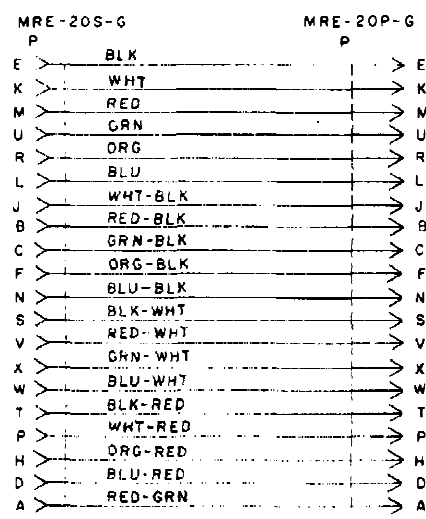 MRE-20S-G MRE-20P-G
P P
E BLK E
K WHT K
M RED M
U GRN U
R ORG R
L BLU L
J WHT-BLK J
B RED-BLK B
C GRN-BLK C
F ORG-BLK F
N BLU-BLK N
S BLK-WHT S
V RED-WHT V
X GRN-WHT X
W BLU-WHT W
T BLK-RED T
P WHT-RED P
H ORG-RED H
D BLU-RED D
A RED-GRN A